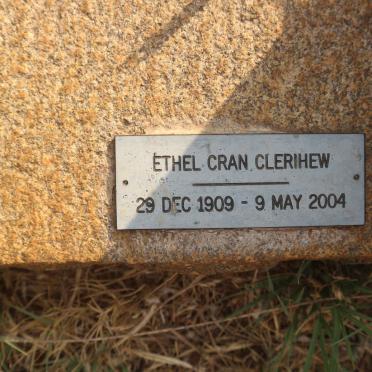 ETHEL CRAN CLERIHEW
29 DEC 1909 - 9 MAY 2004